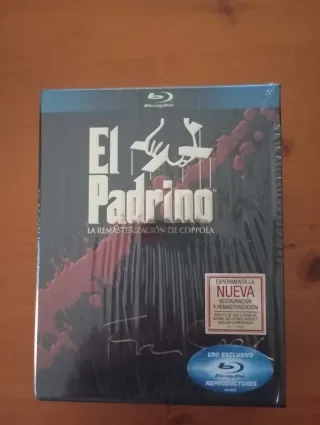 Blu-ray Disc
El
Padrino
LA REMASTERIZACIÓN DE COPPOLA
EXPERIMENTA LA
NUEVA
RESTAURACIÓN
Y REMASTERIZACIÓN
USO EXCLUSIVO
Blu-ray Disc
REPRODUCTORES